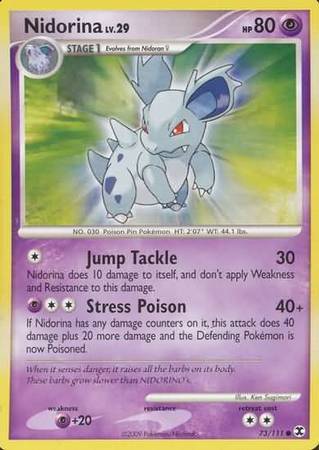 Nidorina LV.29 HP 80
STAGE 1 Evolves from Nidoran♀
NO. 030 Poison Pin Pokémon HT: 2'07" WT: 44.1 lbs.
Jump Tackle 30
Nidorina does 10 damage to itself, and don't apply Weakness
and Resistance to this damage.
Stress Poison 40+
If Nidorina has any damage counters on it, this attack does 40
damage plus 20 more damage and the Defending Pokémon is
now Poisoned.
When it senses danger, it raises all the barbs on its body.
These barbs grow slower than NIDORINO's.
Illus. Ken Sugimori
weakness resistance retreat cost
+20
©2009 Pokémon/Nintendo 73/111